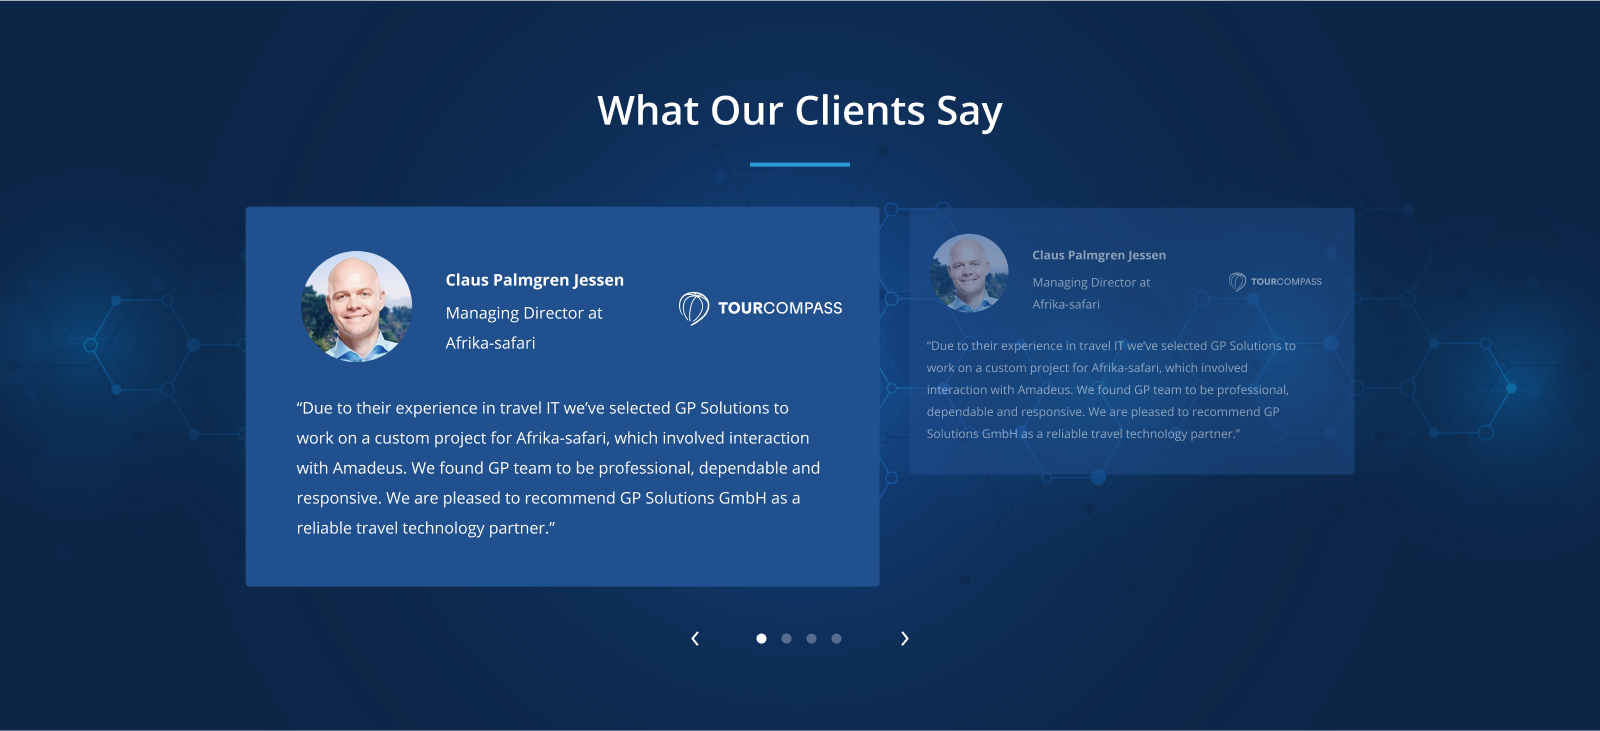 What Our Clients Say
Claus Palmgren Jessen
Managing Director at
Afrika-safari
TOURCOMPASS
“Due to their experience in travel IT we’ve selected GP Solutions to
work on a custom project for Afrika-safari, which involved interaction
with Amadeus. We found GP team to be professional, dependable and
responsive. We are pleased to recommend GP Solutions GmbH as a
reliable travel technology partner.”
Claus Palmgren Jessen
Managing Director at
Afrika-safari
TOURCOMPASS
“Due to their experience in travel IT we’ve selected GP Solutions to
work on a custom project for Afrika-safari, which involved
interaction with Amadeus. We found GP team to be professional,
dependable and responsive. We are pleased to recommend GP
Solutions GmbH as a reliable travel technology partner.”